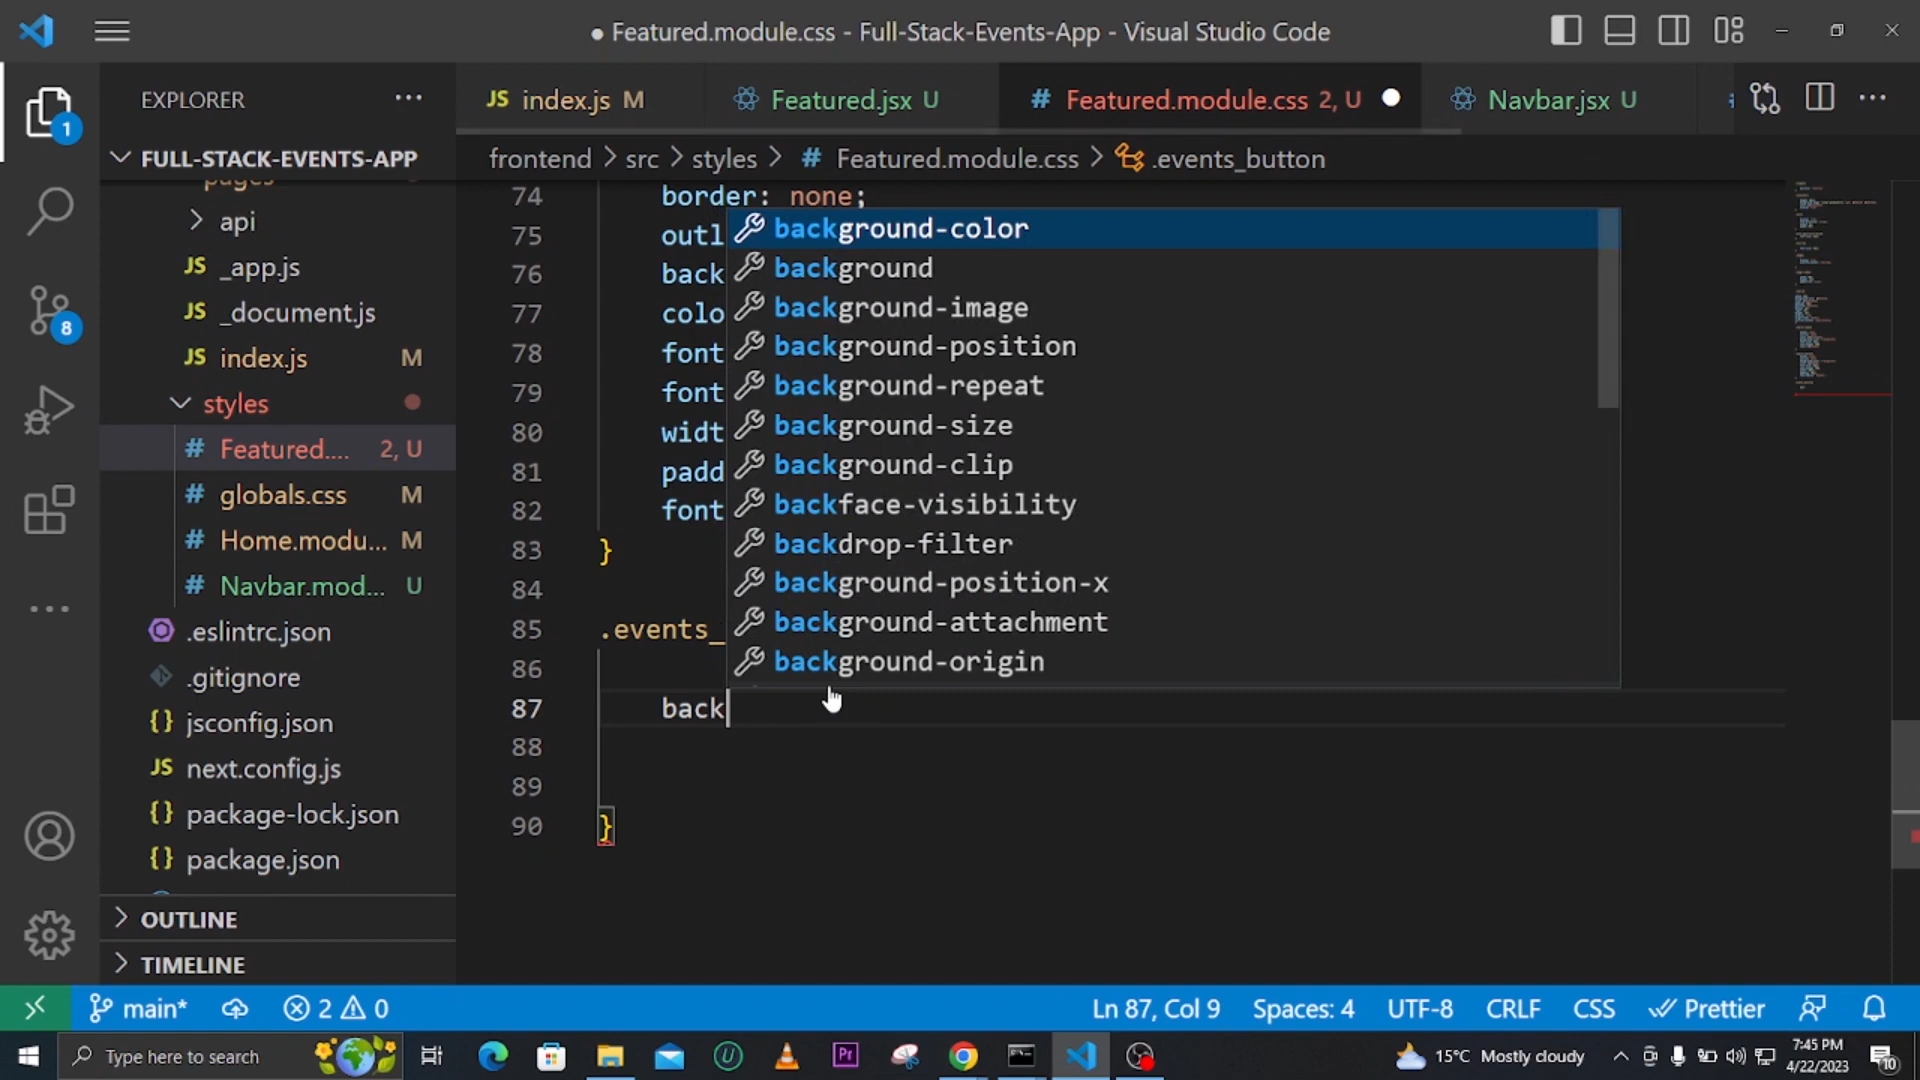 ● Featured.module.css - Full-Stack-Events-App - Visual Studio Code
EXPLORER
JS index.js M
Featured.jsx U
# Featured.module.css 2, U
Navbar.jsx U
FULL-STACK-EVENTS-APP
frontend > src > styles > # Featured.module.css > .events_button
pages
> api
JS _app.js
JS _document.js
JS index.js M
styles
# Featured.... 2, U
# globals.css M
# Home.modu... M
# Navbar.mod... U
.eslintrc.json
.gitignore
{} jsconfig.json
JS next.config.js
{} package-lock.json
{} package.json
OUTLINE
TIMELINE
1
8
74 border: none;
75 outl
76 back
77 colo
78 font
79 font
80 widt
81 padd
82 font
83 }
84
85 .events_
86
87 back
88
89
90 }
background-color
background
background-image
background-position
background-repeat
background-size
background-clip
backface-visibility
backdrop-filter
background-position-x
background-attachment
background-origin
main* 2 0 Ln 87, Col 9 Spaces: 4 UTF-8 CRLF CSS Prettier
Type here to search
Pr
15°C Mostly cloudy
7:45 PM
4/22/2023
10